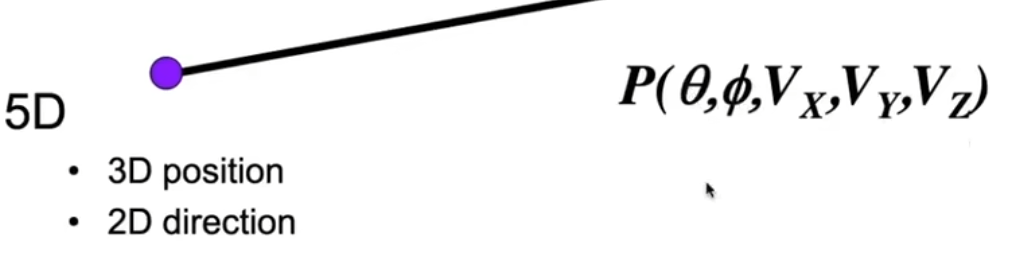 P(θ,ϕ,V_X,V_Y,V_Z)
5D
• 3D position
• 2D direction